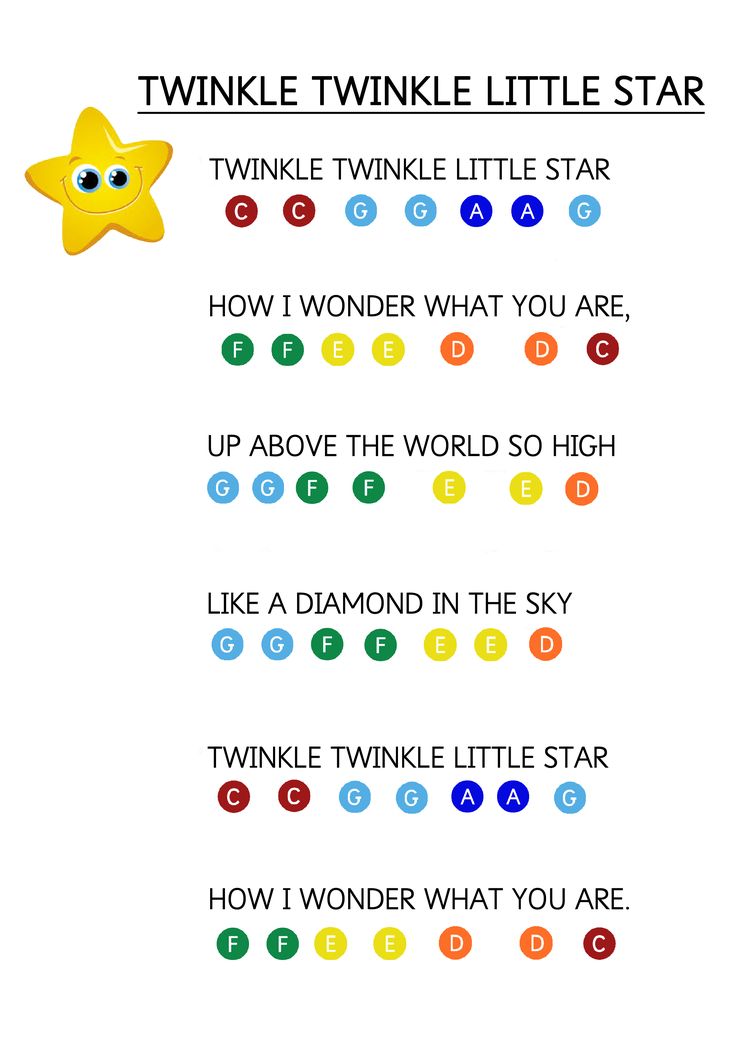 TWINKLE TWINKLE LITTLE STAR
TWINKLE TWINKLE LITTLE STAR
C C G G A A G
HOW I WONDER WHAT YOU ARE,
F F E E D D C
UP ABOVE THE WORLD SO HIGH
G G F F E E D
LIKE A DIAMOND IN THE SKY
G G F F E E D
TWINKLE TWINKLE LITTLE STAR
C C G G A A G
HOW I WONDER WHAT YOU ARE.
F F E E D D C